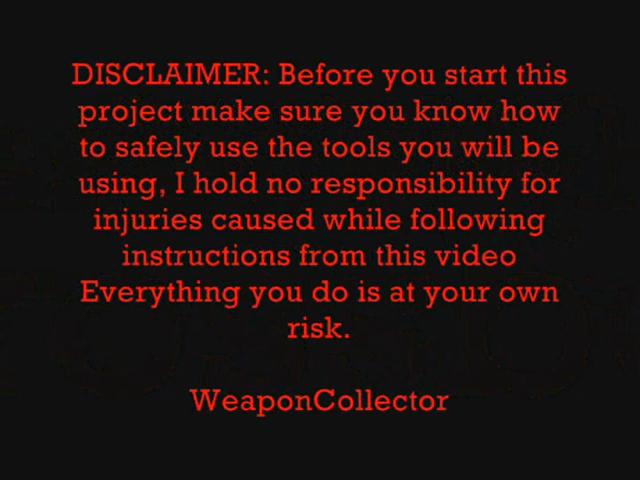 DISCLAIMER: Before you start this
project make sure you know how
to safely use the tools you will be
using, I hold no responsibility for
injuries caused while following
instructions from this video
Everything you do is at your own
risk.
WeaponCollector